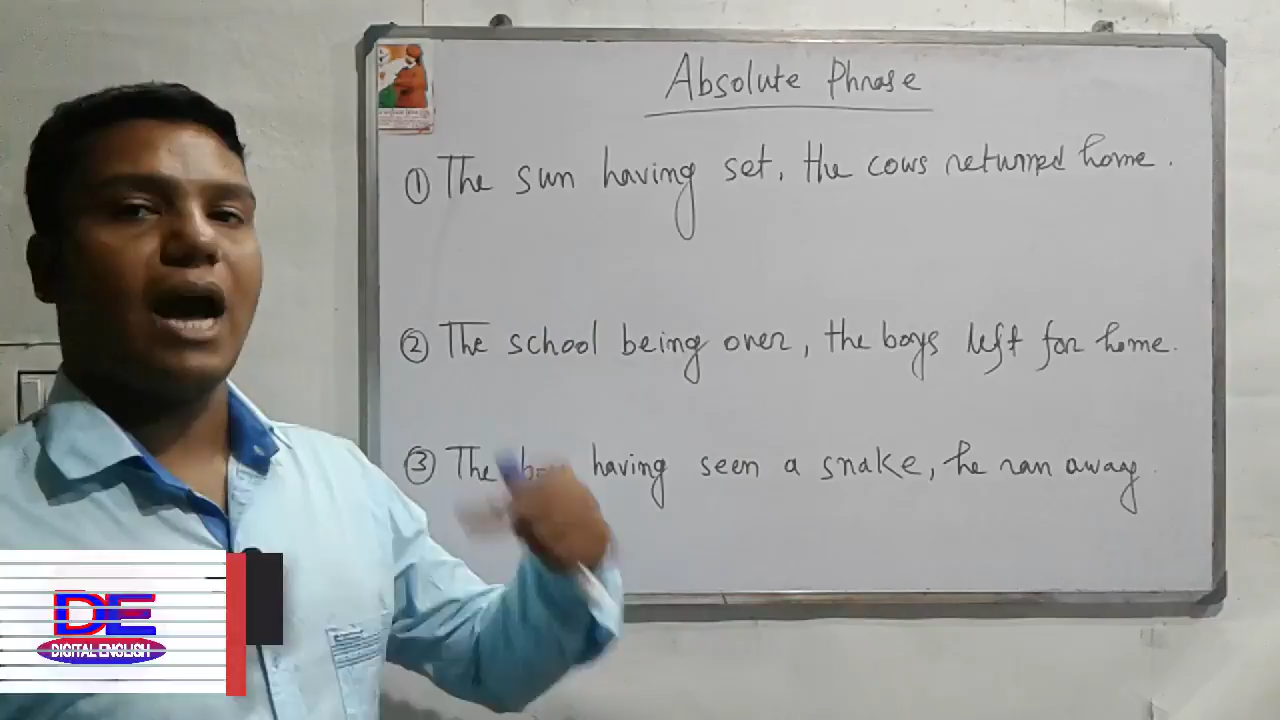 Absolute Phrase
① The sun having set, the cows returned home.
② The school being over, the boys left for home.
③ The boy having seen a snake, he ran away.
DE
DIGITAL ENGLISH